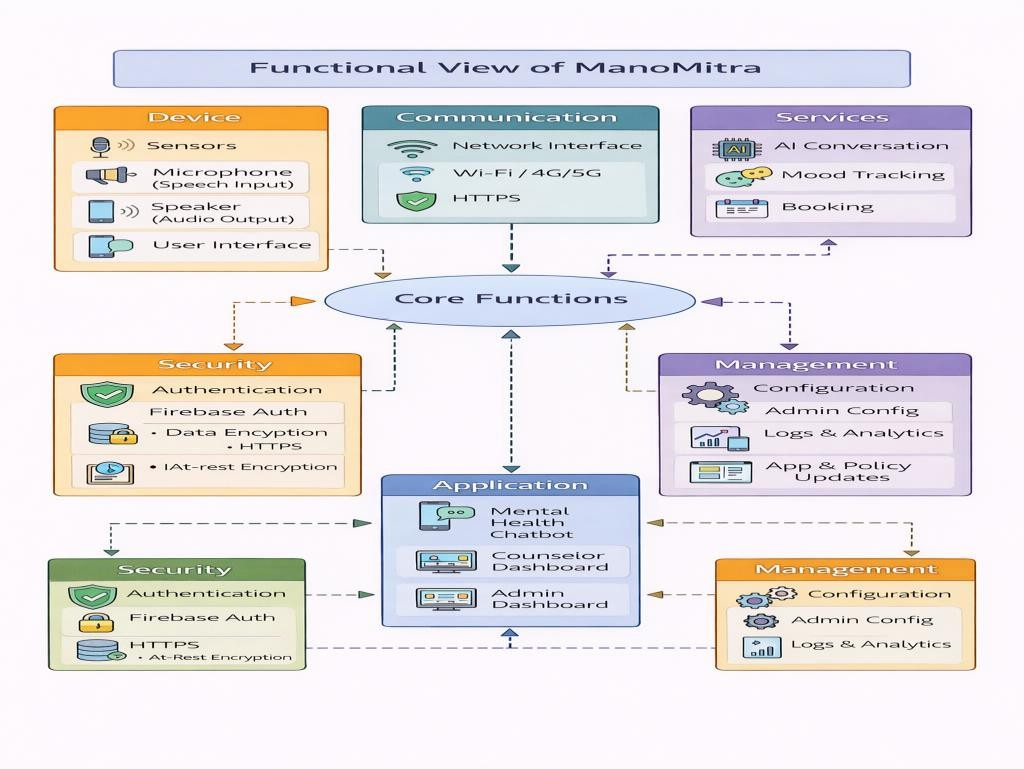 Functional View of ManoMitra
Device
Sensors
Microphone
(Speech Input)
Speaker
(Audio Output)
User Interface
Communication
Network Interface
Wi-Fi / 4G/5G
HTTPS
Services
AI
AI Conversation
Mood Tracking
Booking
Core Functions
Security
Authentication
Firebase Auth
• Data Encyption
• HTTPS
• IAt-rest Encryption
Management
Configuration
Admin Config
Logs & Analytics
App & Policy
Updates
Application
Mental
Health
Chatbot
Counselor
Dashboard
Admin
Dashboard
Security
Authentication
Firebase Auth
HTTPS
• At-Rest Encryption
Management
Configuration
Admin Config
Logs & Analytics